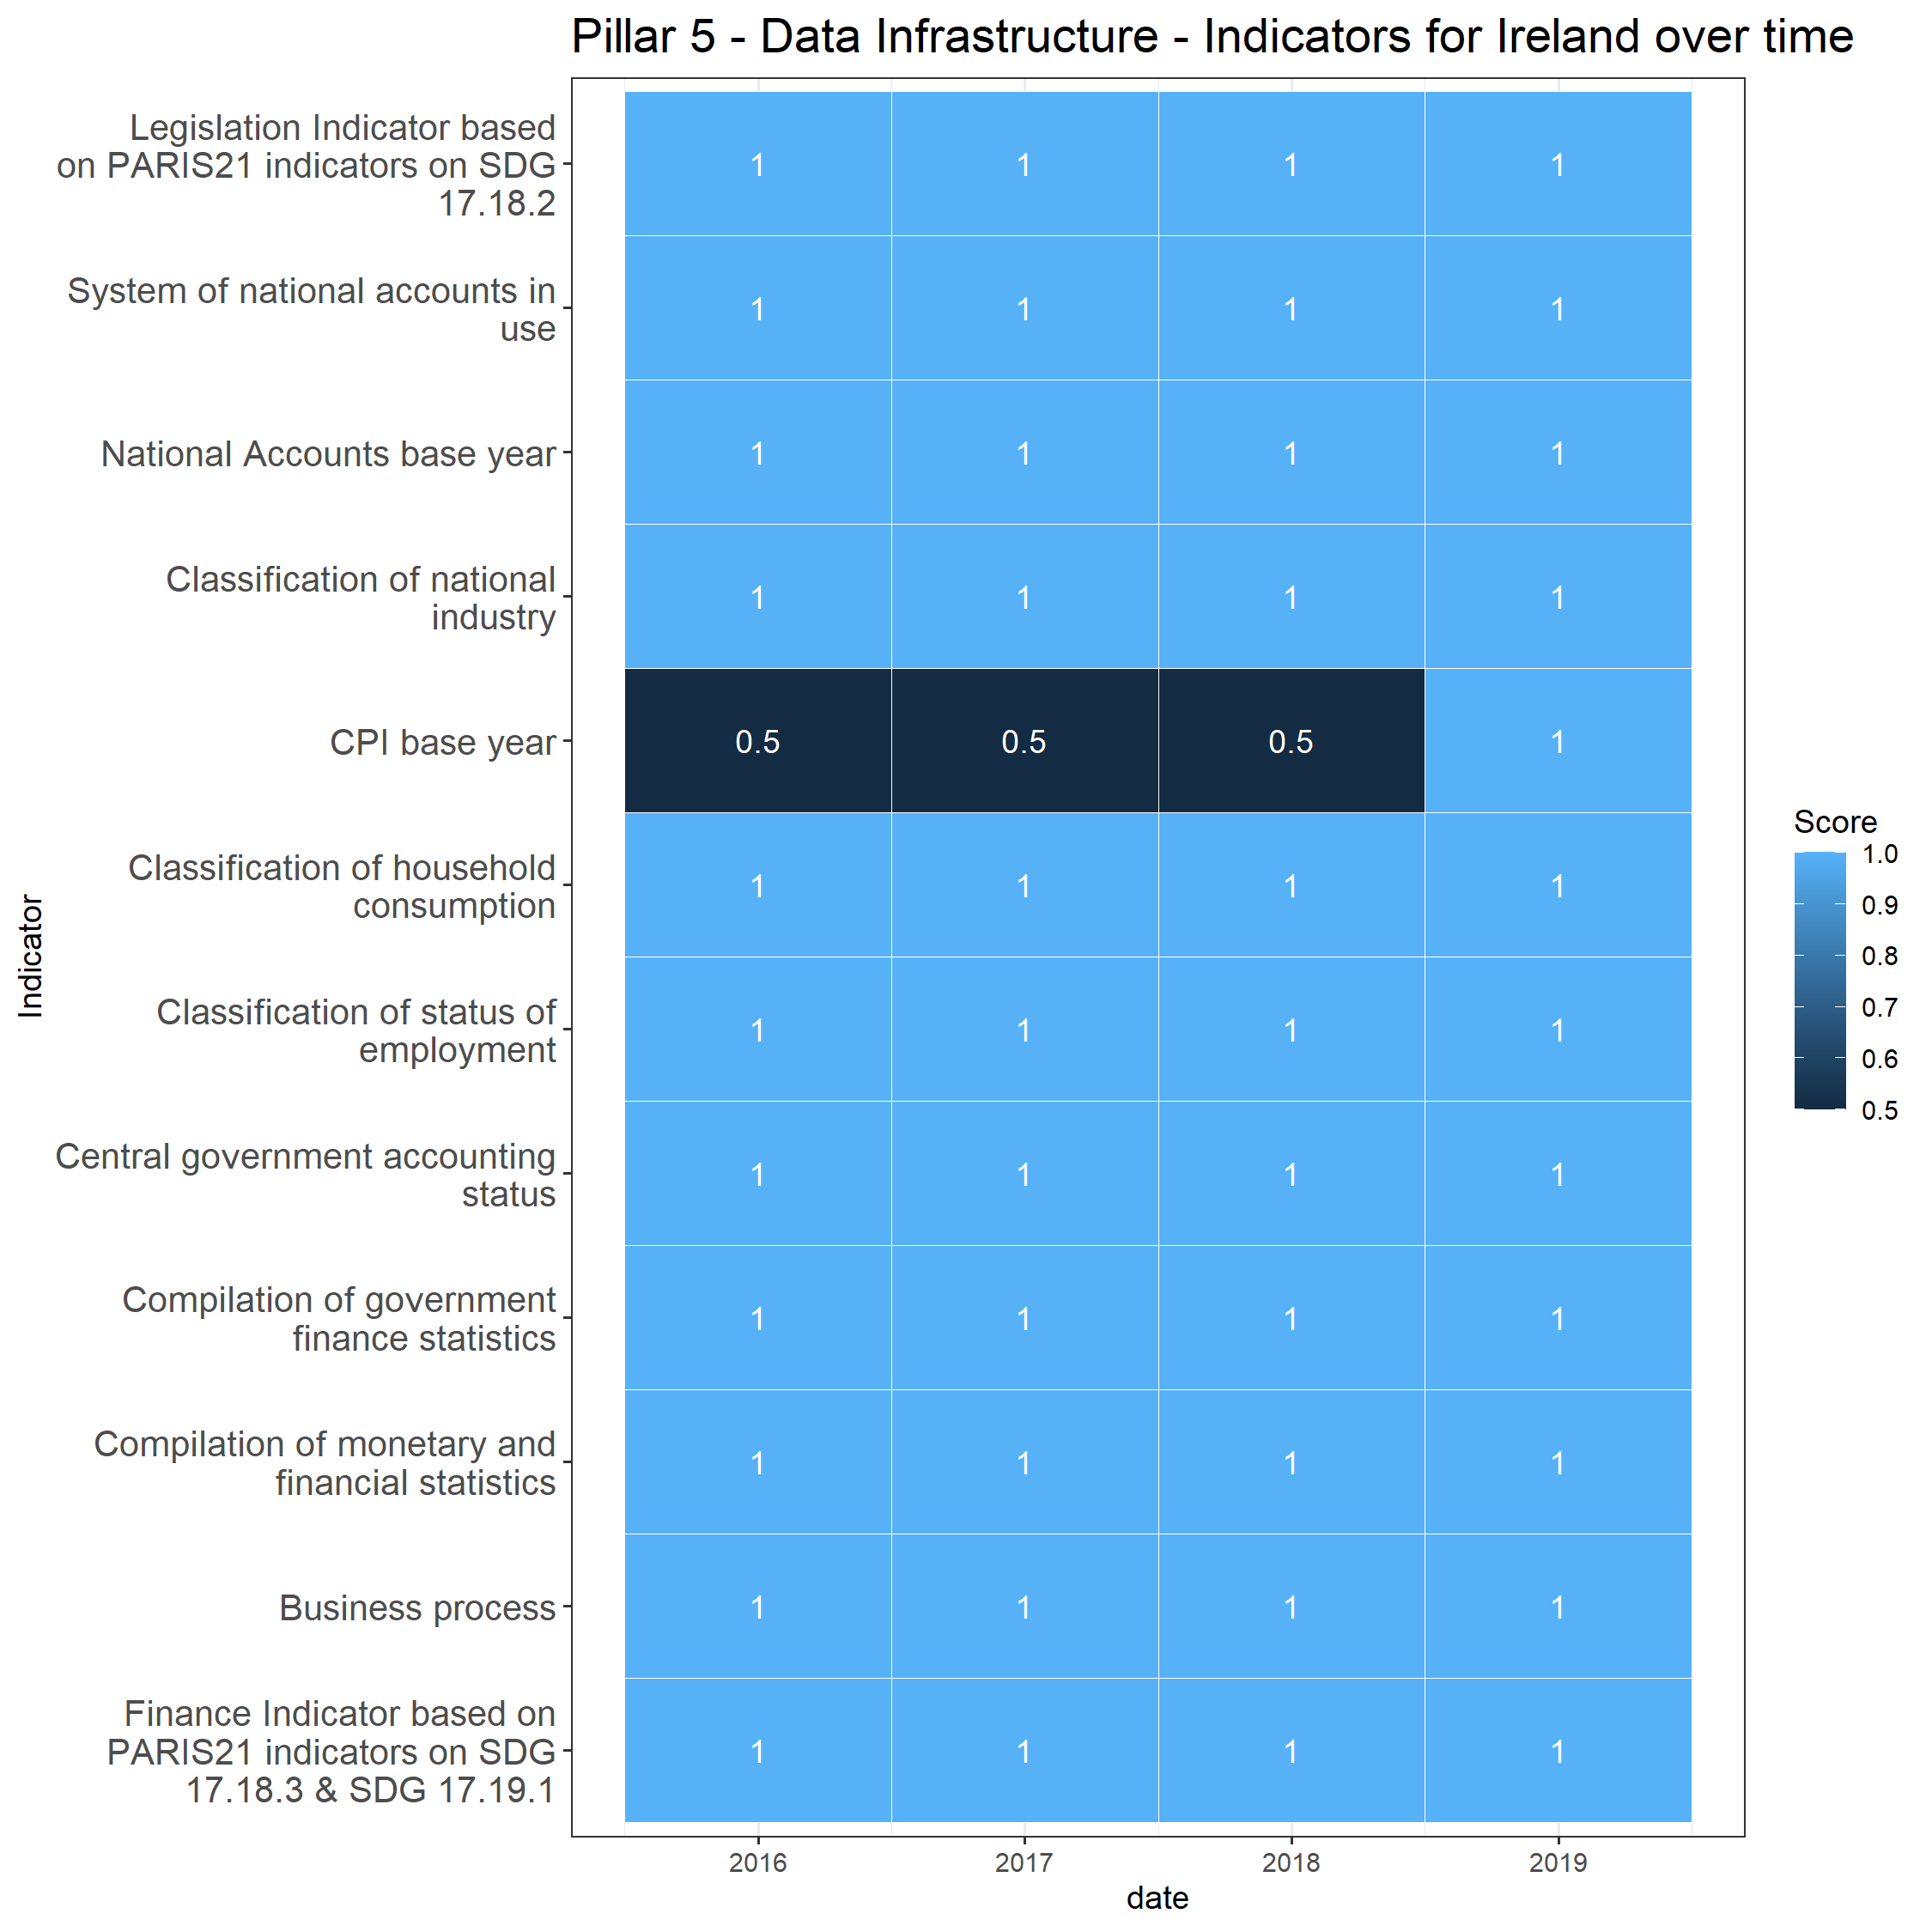 Pillar 5 - Data Infrastructure - Indicators for Ireland over time
Indicator
Legislation Indicator based
on PARIS21 indicators on SDG
17.18.2
1 1 1 1
System of national accounts in
use
1 1 1 1
National Accounts base year
1 1 1 1
Classification of national
industry
1 1 1 1
CPI base year
0.5 0.5 0.5 1
Classification of household
consumption
1 1 1 1
Classification of status of
employment
1 1 1 1
Central government accounting
status
1 1 1 1
Compilation of government
finance statistics
1 1 1 1
Compilation of monetary and
financial statistics
1 1 1 1
Business process
1 1 1 1
Finance Indicator based on
PARIS21 indicators on SDG
17.18.3 & SDG 17.19.1
1 1 1 1
2016 2017 2018 2019
date
Score
1.0
0.9
0.8
0.7
0.6
0.5